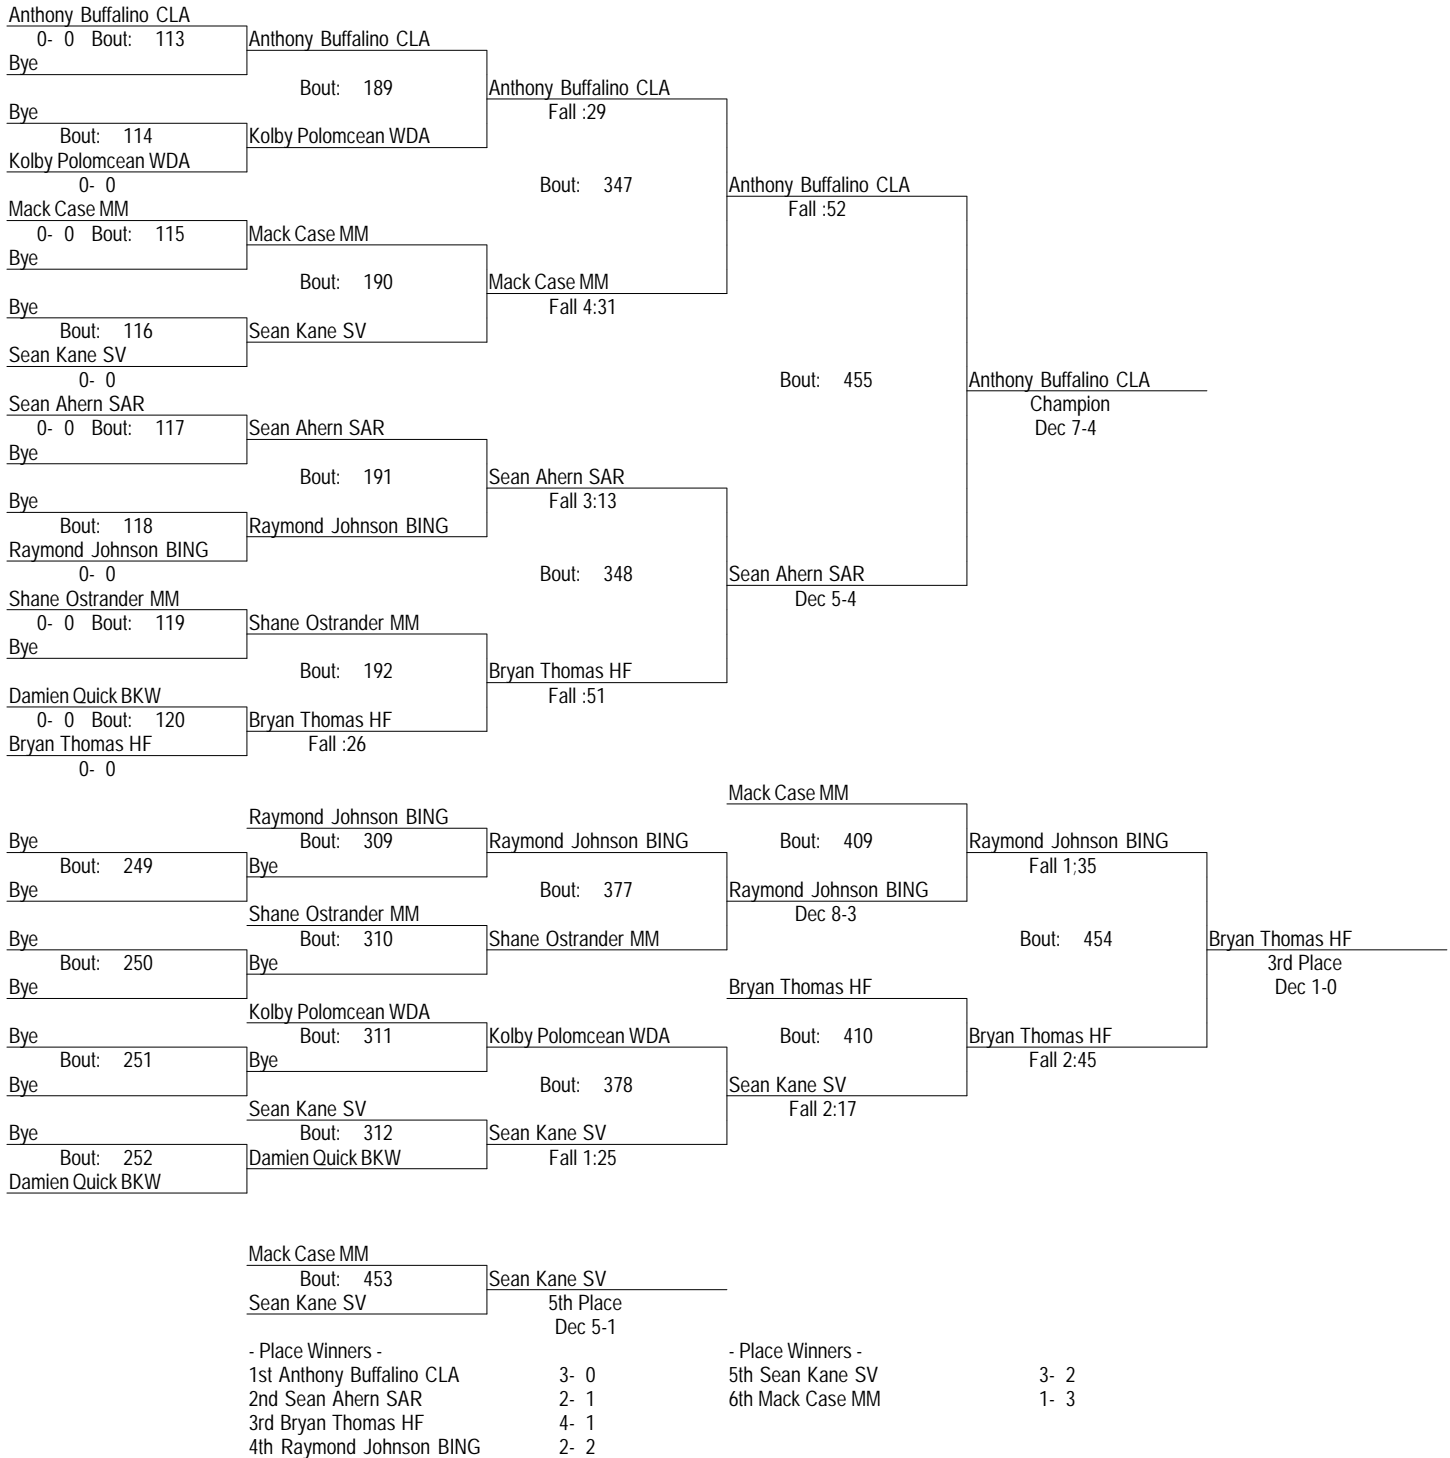 Anthony Buffalino CLA
0- 0 Bout: 113 Anthony Buffalino CLA
Bye
Bout: 189 Anthony Buffalino CLA
Bye Fall :29
Bout: 114 Kolby Polomcean WDA
Kolby Polomcean WDA
0- 0 Bout: 347 Anthony Buffalino CLA
Mack Case MM Fall :52
0- 0 Bout: 115 Mack Case MM
Bye
Bout: 190 Mack Case MM
Bye Fall 4:31
Bout: 116 Sean Kane SV
Sean Kane SV
0- 0 Bout: 455 Anthony Buffalino CLA
Sean Ahern SAR Champion
0- 0 Bout: 117 Sean Ahern SAR Dec 7-4
Bye
Bout: 191 Sean Ahern SAR
Bye Fall 3:13
Bout: 118 Raymond Johnson BING
Raymond Johnson BING
0- 0 Bout: 348 Sean Ahern SAR
Shane Ostrander MM Dec 5-4
0- 0 Bout: 119 Shane Ostrander MM
Bye
Bout: 192 Bryan Thomas HF
Damien Quick BKW Fall :51
0- 0 Bout: 120 Bryan Thomas HF
Bryan Thomas HF Fall :26
0- 0
Mack Case MM
Raymond Johnson BING
Bye Bout: 309 Raymond Johnson BING Bout: 409 Raymond Johnson BING
Bout: 249 Bye Fall 1;35
Bye Bout: 377 Raymond Johnson BING
Shane Ostrander MM Dec 8-3
Bye Bout: 310 Shane Ostrander MM Bout: 454 Bryan Thomas HF
Bout: 250 Bye 3rd Place
Bye Bryan Thomas HF Dec 1-0
Kolby Polomcean WDA
Bye Bout: 311 Kolby Polomcean WDA Bout: 410 Bryan Thomas HF
Bout: 251 Bye Fall 2:45
Bye Bout: 378 Sean Kane SV
Sean Kane SV Fall 2:17
Bye Bout: 312 Sean Kane SV
Bout: 252 Damien Quick BKW Fall 1:25
Damien Quick BKW
Mack Case MM
Bout: 453 Sean Kane SV
Sean Kane SV 5th Place
Dec 5-1
- Place Winners - - Place Winners -
1st Anthony Buffalino CLA 3- 0 5th Sean Kane SV 3- 2
2nd Sean Ahern SAR 2- 1 6th Mack Case MM 1- 3
3rd Bryan Thomas HF 4- 1
4th Raymond Johnson BING 2- 2